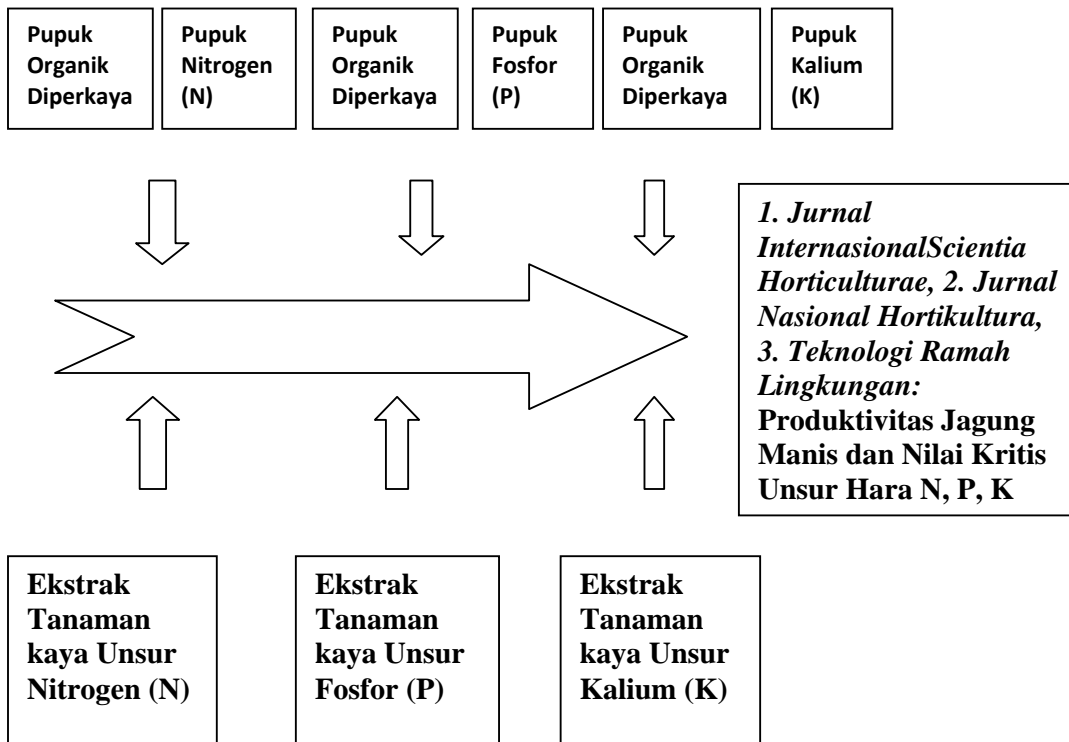 Pupuk
Organik
Diperkaya
Pupuk
Nitrogen
(N)
Pupuk
Organik
Diperkaya
Pupuk
Fosfor
(P)
Pupuk
Organik
Diperkaya
Pupuk
Kalium
(K)
1. Jurnal
InternasionalScientia
Horticulturae, 2. Jurnal
Nasional Hortikultura,
3. Teknologi Ramah
Lingkungan:
Produktivitas Jagung
Manis dan Nilai Kritis
Unsur Hara N, P, K
Ekstrak
Tanaman
kaya Unsur
Nitrogen (N)
Ekstrak
Tanaman
kaya Unsur
Fosfor (P)
Ekstrak
Tanaman
kaya Unsur
Kalium (K)